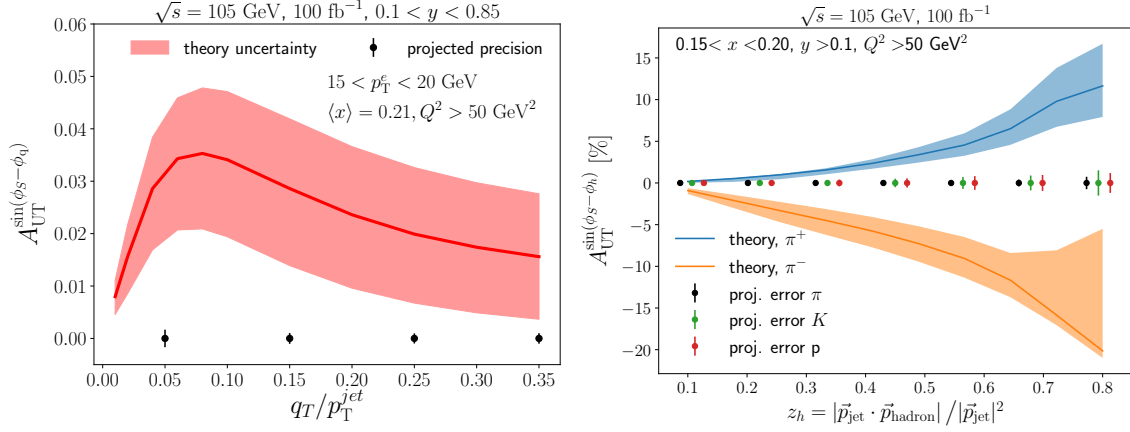 √s = 105 GeV, 100 fb⁻¹, 0.1 < y < 0.85
theory uncertainty
projected precision
15 < p_T^e < 20 GeV
⟨x⟩ = 0.21, Q² > 50 GeV²
A_UT^sin(φ_S−φ_q)
0.06
0.05
0.04
0.03
0.02
0.01
0.00
0.00 0.05 0.10 0.15 0.20 0.25 0.30 0.35
q_T/p_T^jet
√s = 105 GeV, 100 fb⁻¹
0.15< x <0.20, y >0.1, Q² >50 GeV²
A_UT^sin(φ_S−φ_h) [%]
15
10
5
0
−5
−10
−15
−20
theory, π⁺
theory, π⁻
proj. error π
proj. error K
proj. error p
0.1 0.2 0.3 0.4 0.5 0.6 0.7 0.8
z_h = |p⃗_jet · p⃗_hadron| / |p⃗_jet|²